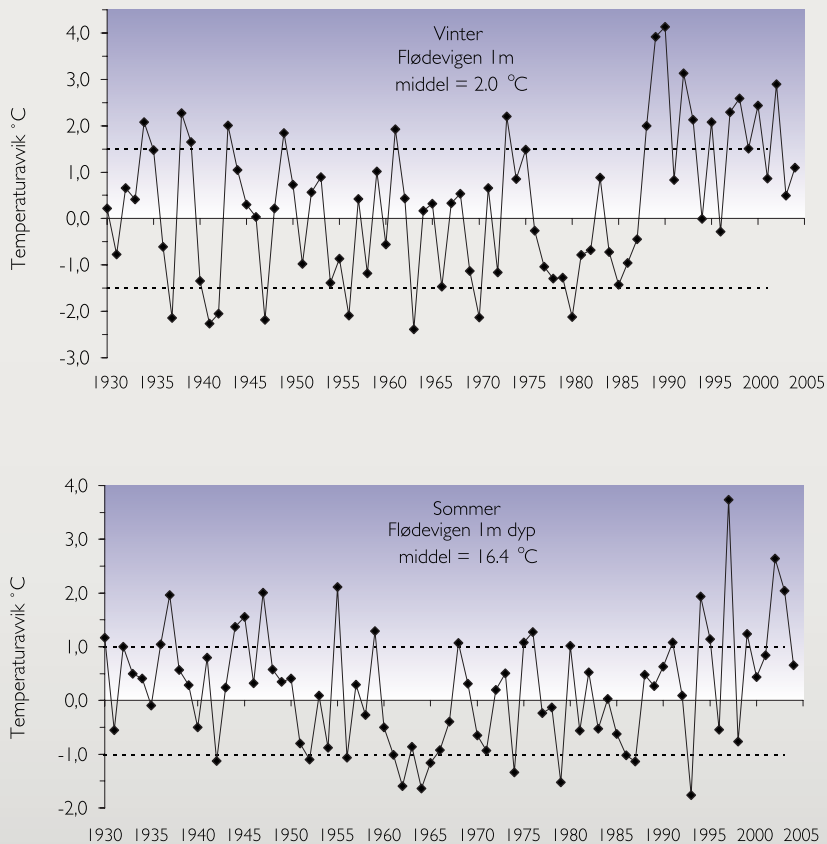 Temperaturavvik °C
4,0
3,0
2,0
1,0
0,0
-1,0
-2,0
-3,0
Vinter
Flødevigen 1m
middel = 2.0 °C
1930 1935 1940 1945 1950 1955 1960 1965 1970 1975 1980 1985 1990 1995 2000 2005
Temperaturavvik °C
4,0
3,0
2,0
1,0
0,0
-1,0
-2,0
Sommer
Flødevigen 1m dyp
middel = 16.4 °C
1930 1935 1940 1945 1950 1955 1960 1965 1970 1975 1980 1985 1990 1995 2000 2005